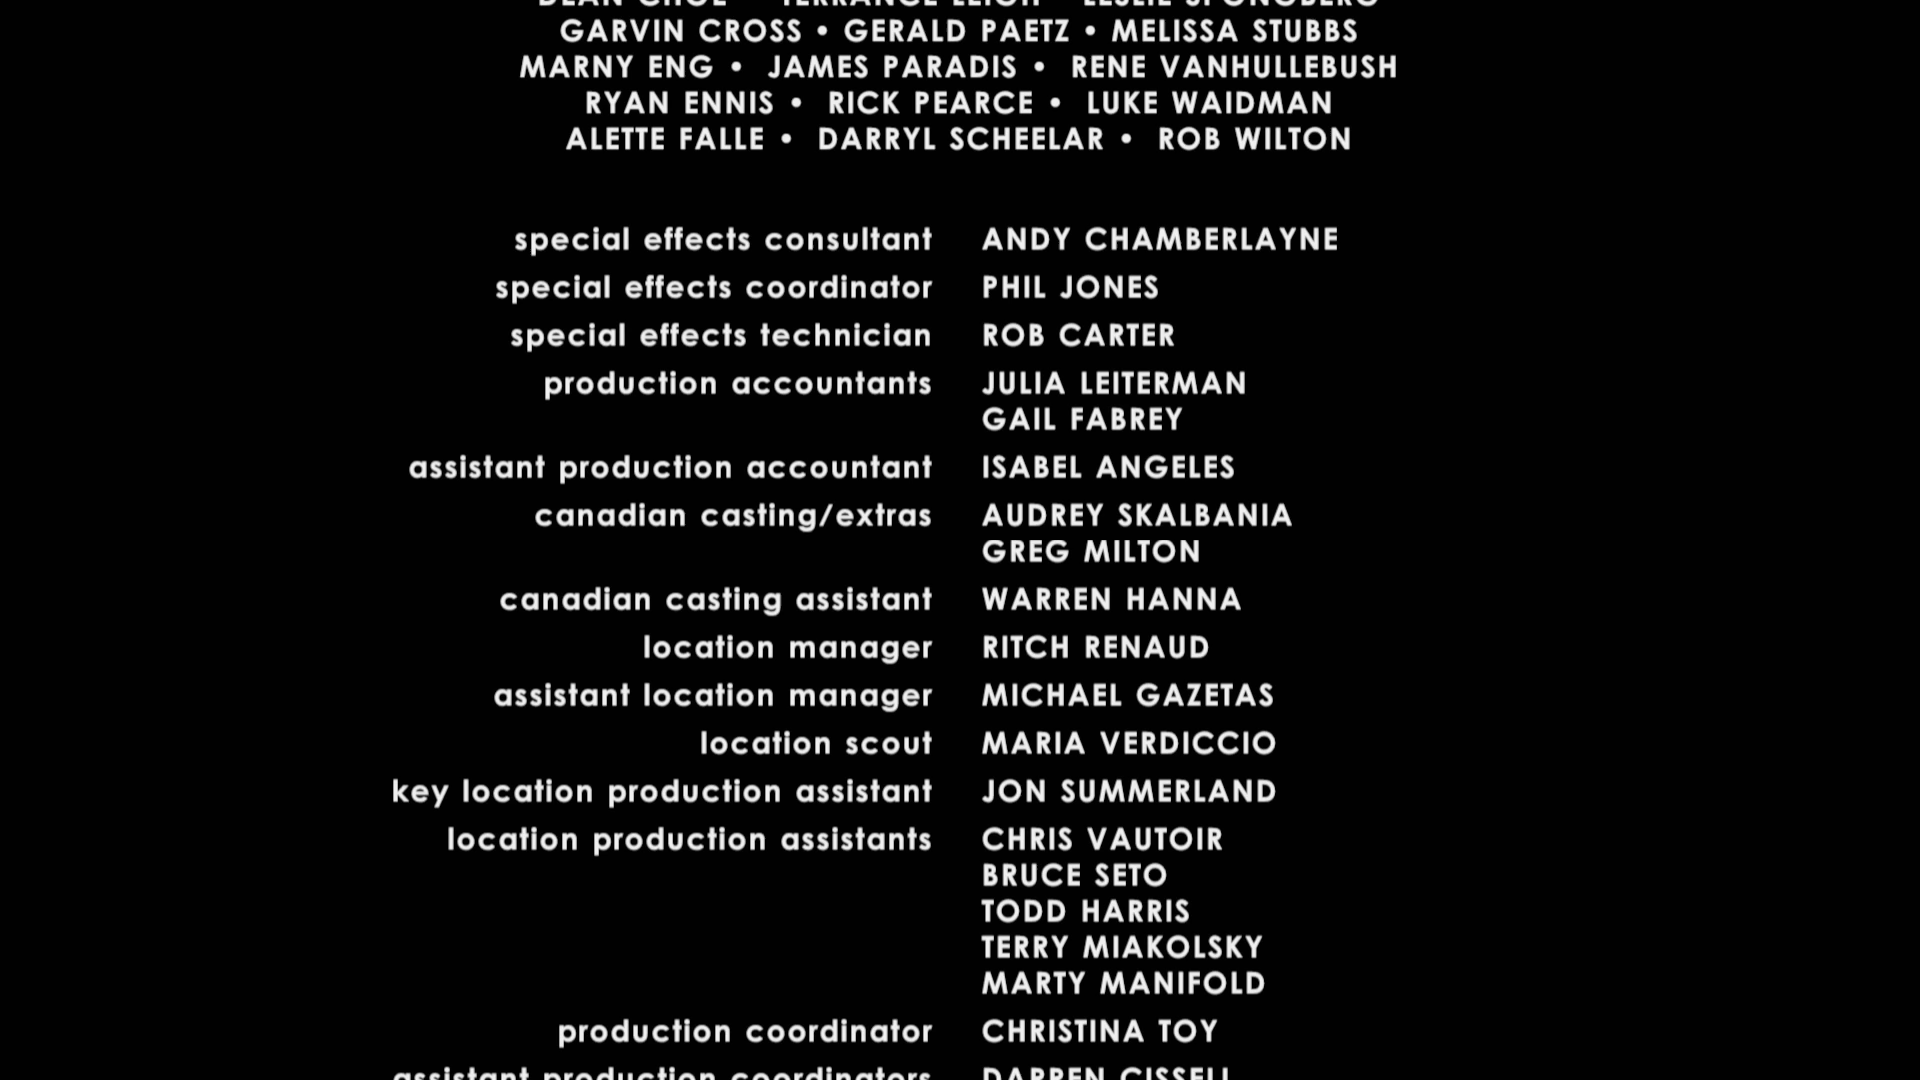 GARVIN CROSS • GERALD PAETZ • MELISSA STUBBS
MARNY ENG • JAMES PARADIS • RENE VANHULLEBUSH
RYAN ENNIS • RICK PEARCE • LUKE WAIDMAN
ALETTE FALLE • DARRYL SCHEELAR • ROB WILTON
special effects consultant ANDY CHAMBERLAYNE
special effects coordinator PHIL JONES
special effects technician ROB CARTER
production accountants JULIA LEITERMAN
GAIL FABREY
assistant production accountant ISABEL ANGELES
canadian casting/extras AUDREY SKALBANIA
GREG MILTON
canadian casting assistant WARREN HANNA
location manager RITCH RENAUD
assistant location manager MICHAEL GAZETAS
location scout MARIA VERDICCIO
key location production assistant JON SUMMERLAND
location production assistants CHRIS VAUTOIR
BRUCE SETO
TODD HARRIS
TERRY MIAKOLSKY
MARTY MANIFOLD
production coordinator CHRISTINA TOY
assistant production coordinators DARREN